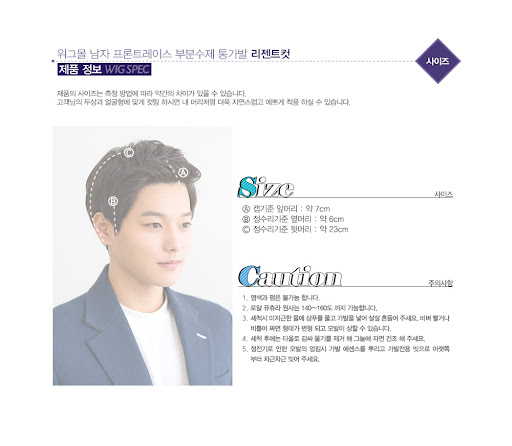 위그몰 남자 프론트레이스 부분수제 통가발 리젠트컷
제품 정보 WIG SPEC
사이즈
제품의 사이즈는 측정 방법에 따라 약간의 차이가 있을 수 있습니다.
고객님의 두상과 얼굴형에 맞게 컷팅 하시면 내 머리처럼 더욱 자연스럽고 예쁘게 착용 하실 수 있습니다.
Ⓒ
Ⓐ
Ⓑ
Size
사이즈
Ⓐ 캡기준 앞머리 : 약 7cm
Ⓑ 정수리기준 옆머리 : 약 6cm
Ⓒ 정수리기준 뒷머리 : 약 23cm
Caution
주의사항
1. 염색과 펌은 불가능 합니다.
2. 로얄 퓨츄라 원사는 140~160도 까지 가능합니다.
3. 세척시 미지근한 물에 샴푸를 풀고 가발을 넣어 살살 흔들어 주세요. 비벼 빨거나
비틀어 짜면 형태가 변형 되고 모발이 상할 수 있습니다.
4. 세척 후에는 타올로 감싸 물기를 제거 해 그늘에 자연 건조 해 주세요.
5. 정전기로 인한 모발의 엉킴시 가발 에센스를 뿌리고 가발전용 빗으로 아랫쪽
부터 차근차근 빗어 주세요.